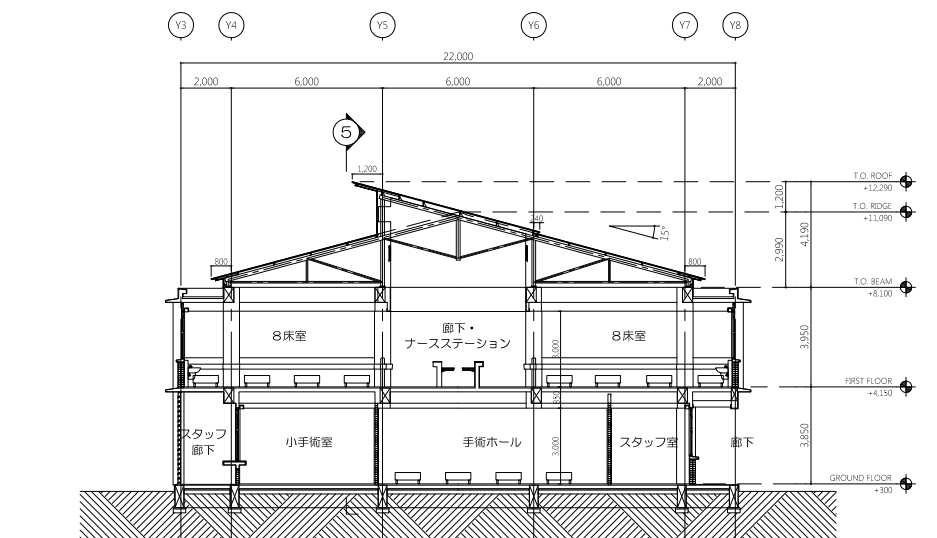 Y3 Y4 Y5 Y6 Y7 Y8
22,000
2,000 6,000 6,000 6,000 2,000
5
1,200
T.O. ROOF
+12,290
1,200
T.O. RIDGE
+11,090
240
15°
4,190
2,990
800
800
T.O. BEAM
+8,100
8床室
廊下・
ナースステーション
8床室
3,000
3,950
FIRST FLOOR
+4,150
850
スタッフ
廊下
小手術室
手術ホール
3,000
スタッフ室
廊下
3,850
GROUND FLOOR
+300